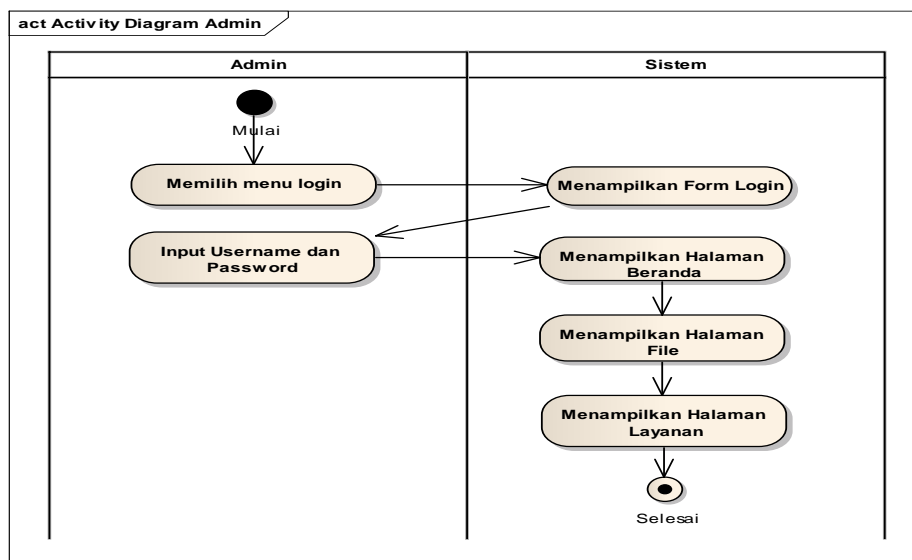 act Activity Diagram Admin
Admin
Sistem
Mulai
Memilih menu login
Menampilkan Form Login
Input Username dan
Password
Menampilkan Halaman
Beranda
Menampilkan Halaman
File
Menampilkan Halaman
Layanan
Selesai